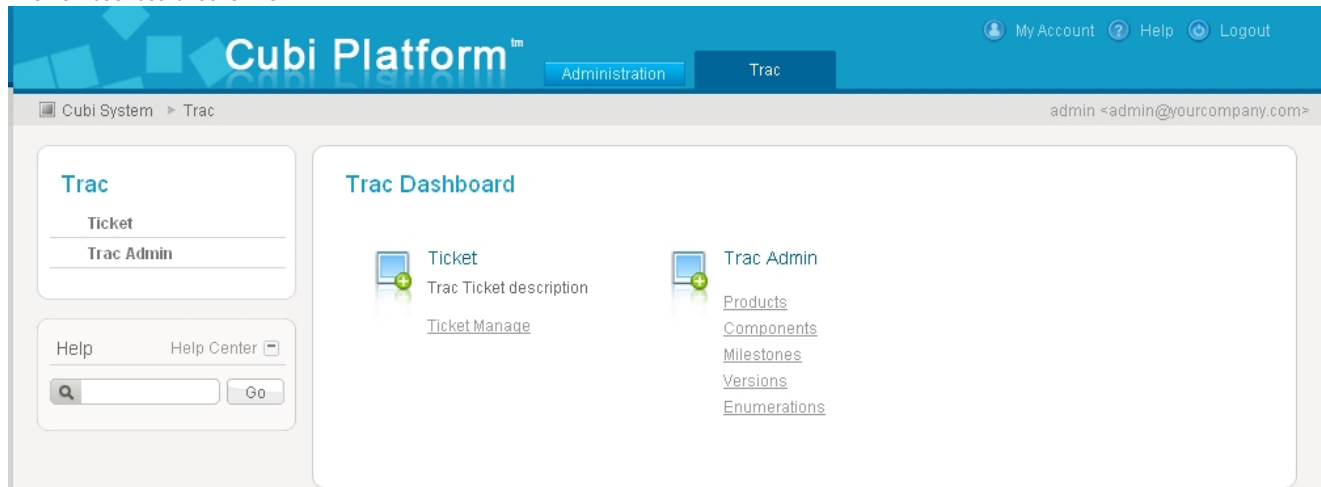 My Account Help Logout
Cubi Platform™
Administration Trac
Cubi System Trac
admin <admin@yourcompany.com>
Trac
Ticket
Trac Admin
Help Help Center
Go
Trac Dashboard
Ticket
Trac Ticket description
Ticket Manage
Trac Admin
Products
Components
Milestones
Versions
Enumerations